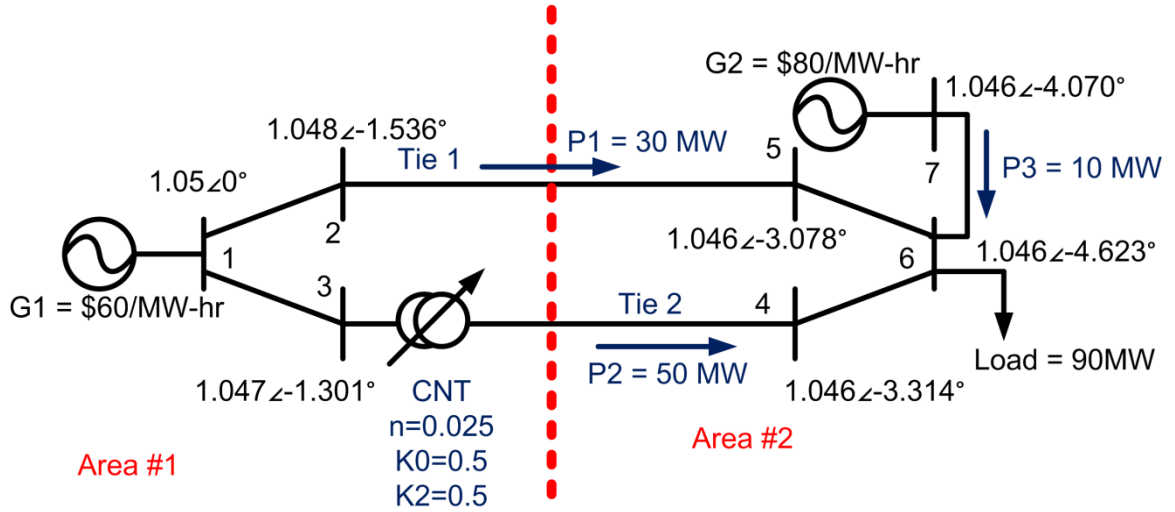 G2 = $80/MW-hr
1.046∠-4.070°
1.048∠-1.536°
P1 = 30 MW
5
Tie 1
7
P3 = 10 MW
1.05∠0°
2
1.046∠-3.078°
1
6
1.046∠-4.623°
G1 = $60/MW-hr
3
Tie 2
4
Load = 90MW
P2 = 50 MW
1.047∠-1.301°
CNT
1.046∠-3.314°
n=0.025
Area #1
K0=0.5
Area #2
K2=0.5